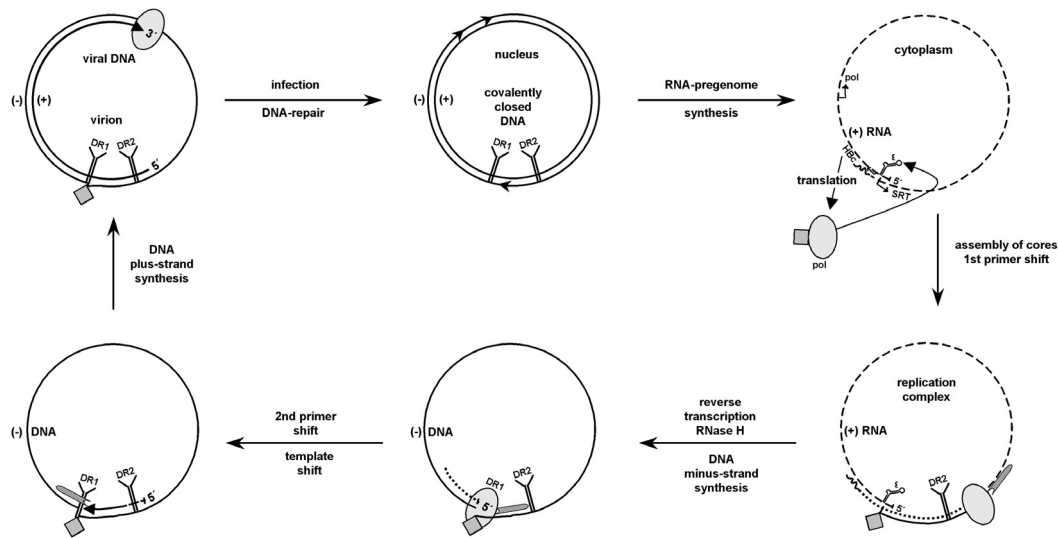 3´
viral DNA
(-)
(+)
virion
DR1
DR2
5´
infection
DNA-repair
nucleus
(-)
(+)
covalently
closed
DNA
DR1
DR2
RNA-pregenome
synthesis
cytoplasm
pol
(+) RNA
HBc
ε
5´
SRT
translation
pol
DNA
plus-strand
synthesis
assembly of cores
1st primer shift
(-) DNA
DR1
DR2
5´
2nd primer
shift
template
shift
(-) DNA
DR1
DR2
5´
reverse
transcription
RNase H
DNA
minus-strand
synthesis
replication
complex
(+) RNA
ε
5´
DR2